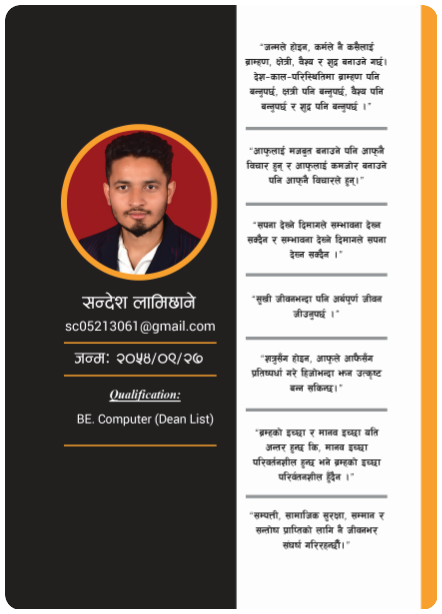 सन्देश लामिछाने
sc05213061@gmail.com
जन्म: २०५४/०९/२७
Qualification:
BE. Computer (Dean List)
"जन्मले होइन, कर्मले नै कसैलाई
ब्राम्हण, क्षेत्री, वैश्य र शुद्र बनाउने गर्छ।
देश-काल-परिस्थितिमा ब्राम्हण पनि
बन्नुपर्छ, क्षत्री पनि बन्नुपर्छ, वैश्य पनि
बन्नुपर्छ र शुद्र पनि बन्नुपर्छ ।"
"आफूलाई मजबुत बनाउने पनि आफ्नै
विचार हुन् र आफूलाई कमजोर बनाउने
पनि आफ्नै विचारले हुन्।"
"सपना देख्ने दिमागले सम्भावना देख्न
सक्दैन र सम्भावना देख्ने दिमागले सपना
देख्न सक्दैन ।"
"सुखी जीवनभन्दा पनि अर्थपूर्ण जीवन
जीउनुपर्छ ।"
"शत्रुसँग होइन, आफूले आफैसँग
प्रतिष्पर्धा गरे हिजोभन्दा झन उत्कृष्ट
बन्न सकिन्छ।"
"ब्रम्हको इच्छा र मानव इच्छा यति
अन्तर हुन्छ कि, मानव इच्छा
परिवर्तनशील हुन्छ भने ब्रम्हको इच्छा
परिवर्तनशील हुँदैन ।"
"सम्पत्ती, सामाजिक सुरक्षा, सम्मान र
सन्तोष प्राप्तिको लागि नै जीवनभर
संघर्ष गरिरहन्छौं।"